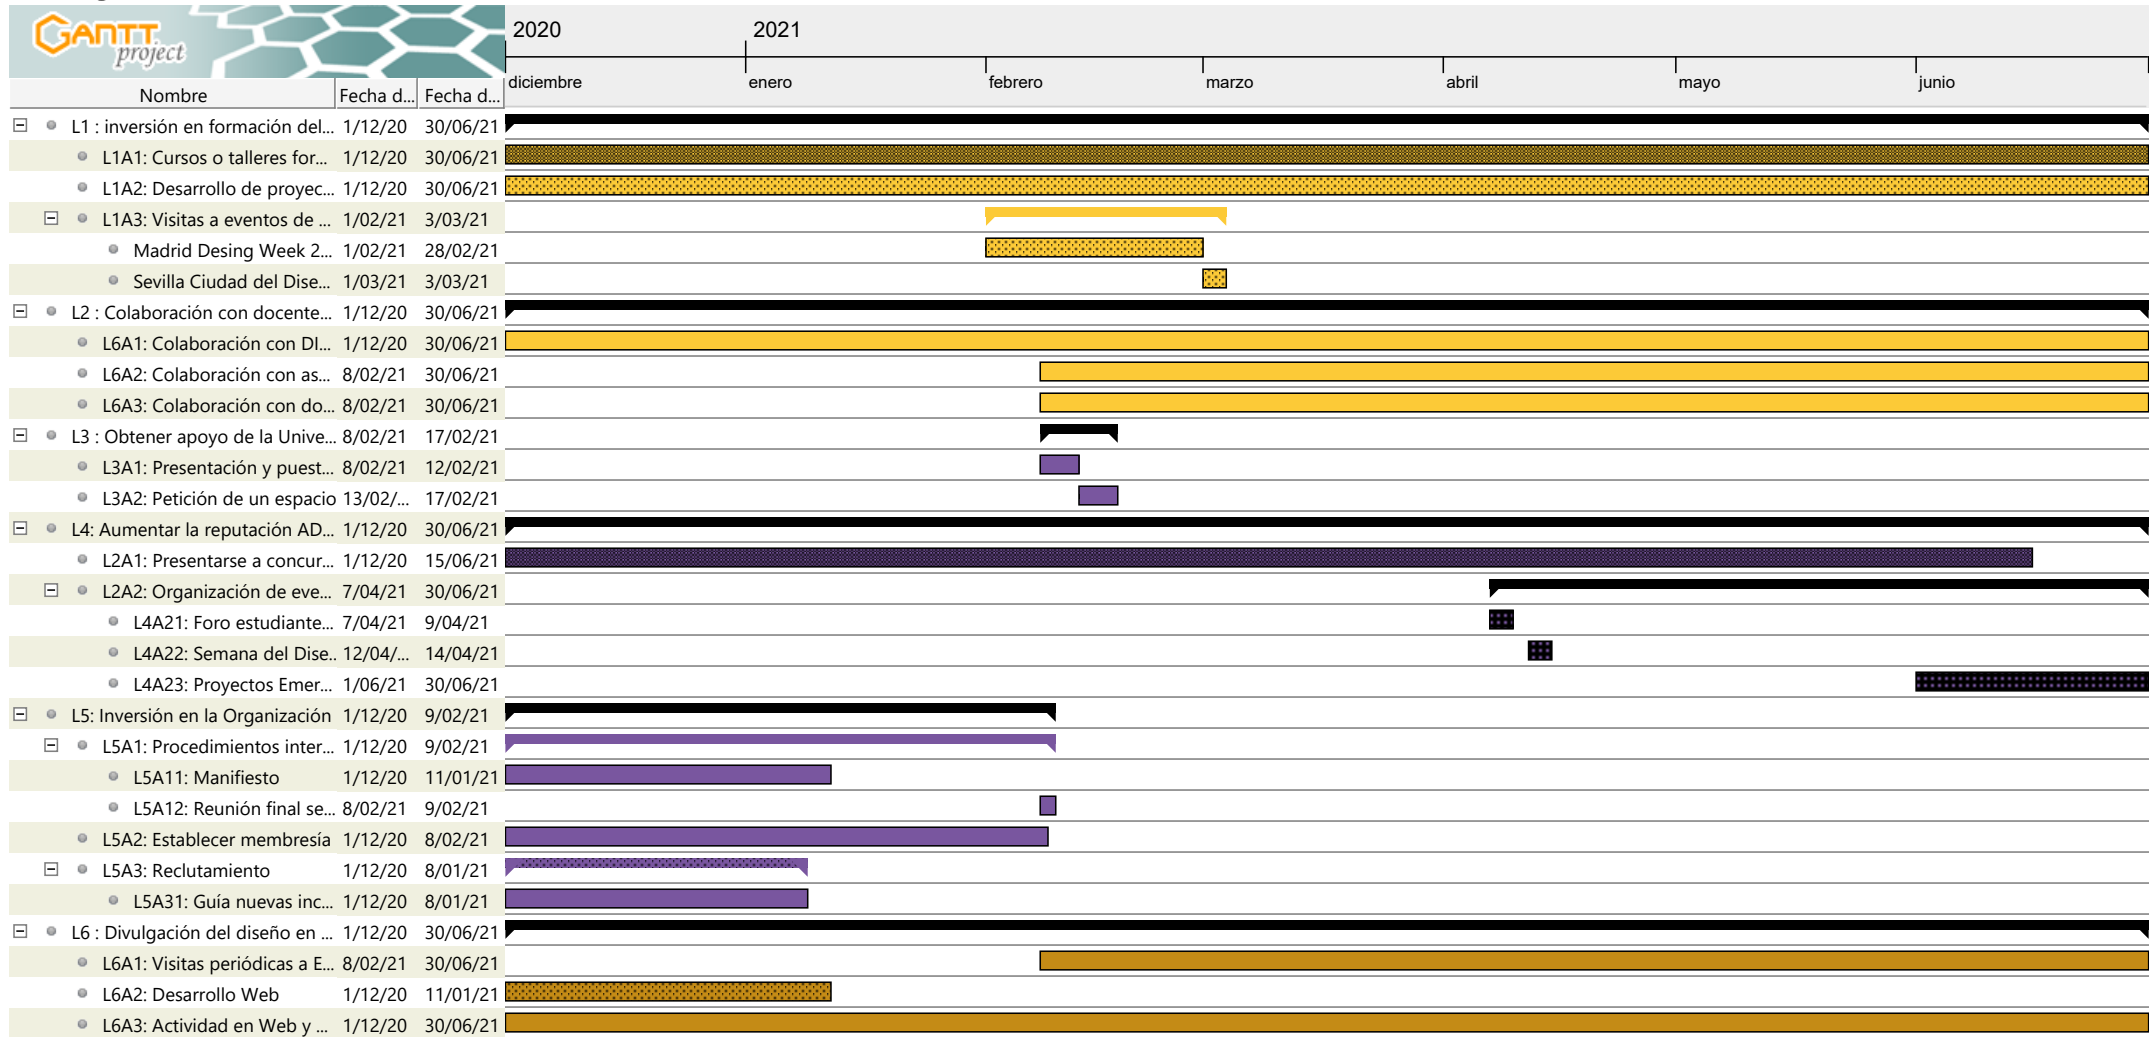 GANTT
project
2020 2021
diciembre enero febrero marzo abril mayo junio
Nombre Fecha d... Fecha d...
L1 : inversión en formación del... 1/12/20 30/06/21
L1A1: Cursos o talleres for... 1/12/20 30/06/21
L1A2: Desarrollo de proyec... 1/12/20 30/06/21
L1A3: Visitas a eventos de ... 1/02/21 3/03/21
Madrid Desing Week 2... 1/02/21 28/02/21
Sevilla Ciudad del Dise... 1/03/21 3/03/21
L2 : Colaboración con docente... 1/12/20 30/06/21
L6A1: Colaboración con DI... 1/12/20 30/06/21
L6A2: Colaboración con as... 8/02/21 30/06/21
L6A3: Colaboración con do... 8/02/21 30/06/21
L3 : Obtener apoyo de la Unive... 8/02/21 17/02/21
L3A1: Presentación y puest... 8/02/21 12/02/21
L3A2: Petición de un espacio 13/02/... 17/02/21
L4: Aumentar la reputación AD... 1/12/20 30/06/21
L2A1: Presentarse a concur... 1/12/20 15/06/21
L2A2: Organización de eve... 7/04/21 30/06/21
L4A21: Foro estudiante... 7/04/21 9/04/21
L4A22: Semana del Dise... 12/04/... 14/04/21
L4A23: Proyectos Emer... 1/06/21 30/06/21
L5: Inversión en la Organización 1/12/20 9/02/21
L5A1: Procedimientos inter... 1/12/20 9/02/21
L5A11: Manifiesto 1/12/20 11/01/21
L5A12: Reunión final se... 8/02/21 9/02/21
L5A2: Establecer membresía 1/12/20 8/02/21
L5A3: Reclutamiento 1/12/20 8/01/21
L5A31: Guía nuevas inc... 1/12/20 8/01/21
L6 : Divulgación del diseño en ... 1/12/20 30/06/21
L6A1: Visitas periódicas a E... 8/02/21 30/06/21
L6A2: Desarrollo Web 1/12/20 11/01/21
L6A3: Actividad en Web y ... 1/12/20 30/06/21